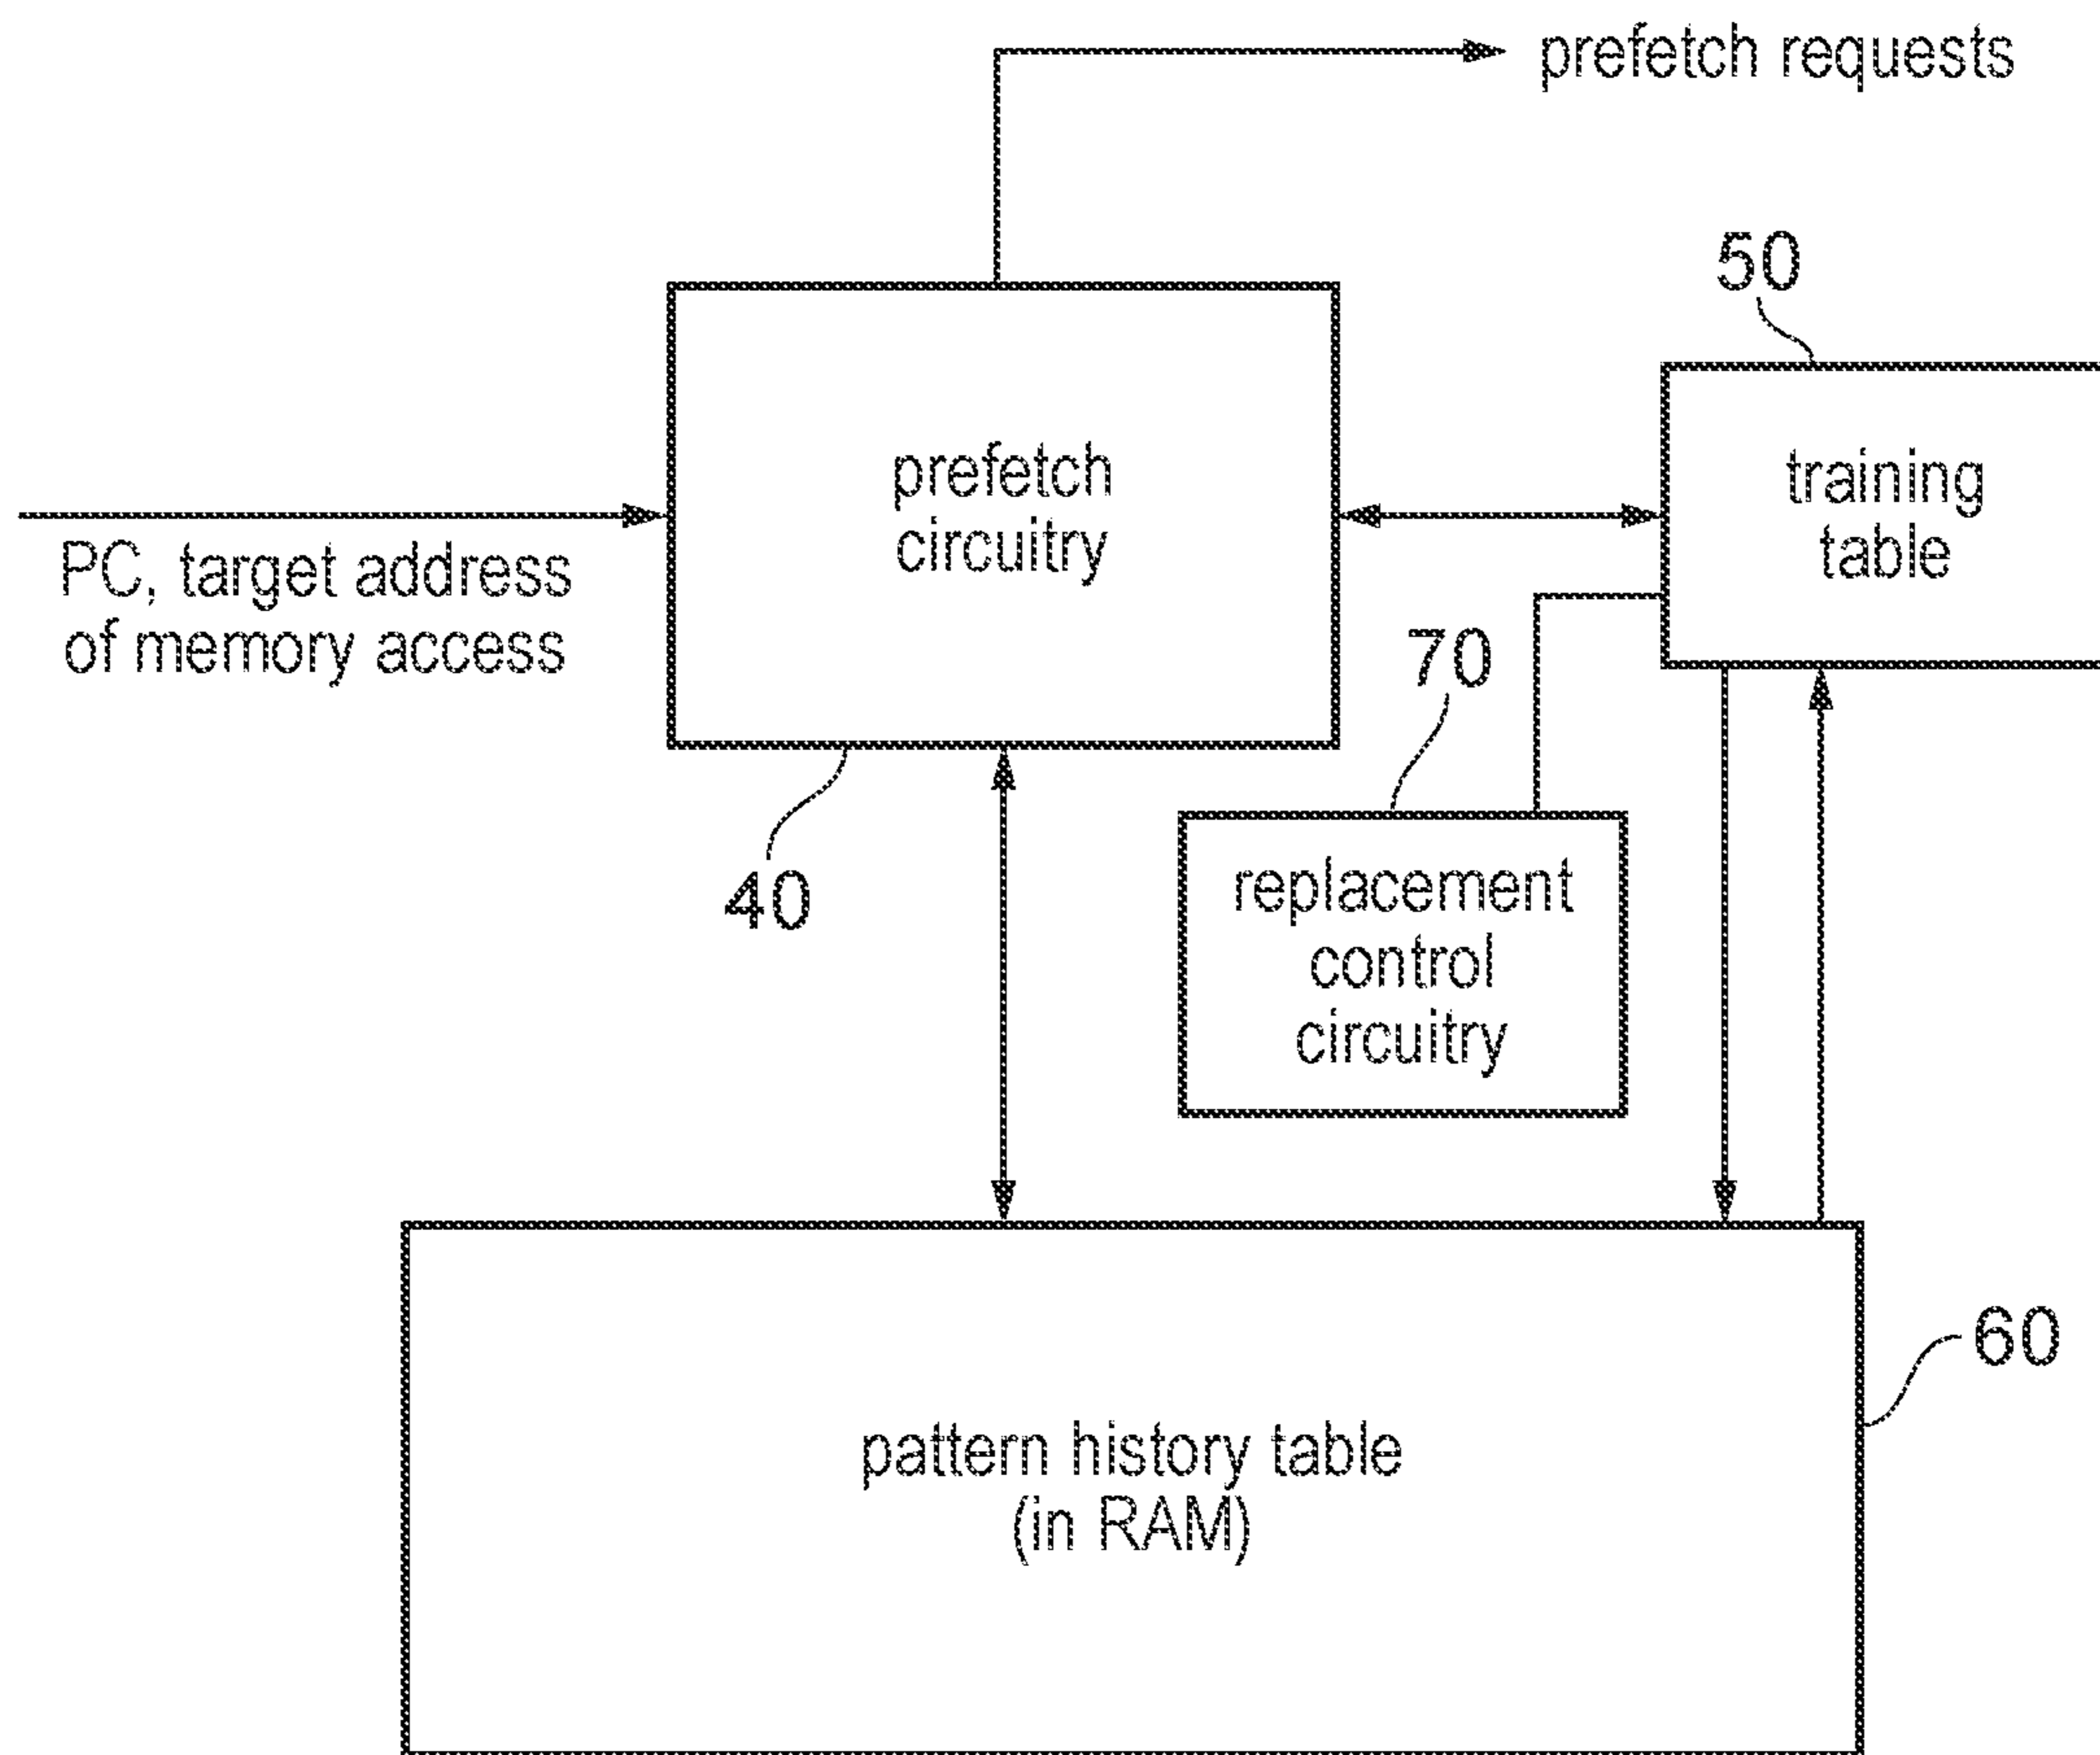 prefetch requests
50
prefetch
circuitry
training
table
PC, target address
of memory access
70
40
replacement
control
circuitry
60
pattern history table
(in RAM)